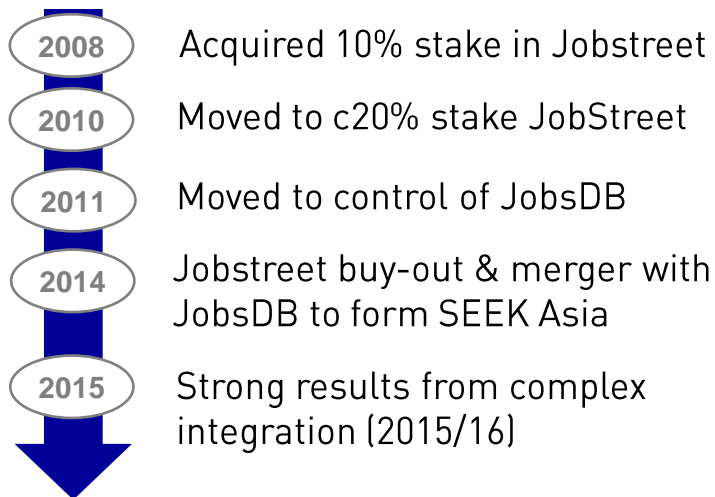 2008 Acquired 10% stake in Jobstreet
2010 Moved to c20% stake JobStreet
2011 Moved to control of JobsDB
2014 Jobstreet buy-out & merger with
JobsDB to form SEEK Asia
2015 Strong results from complex
integration (2015/16)